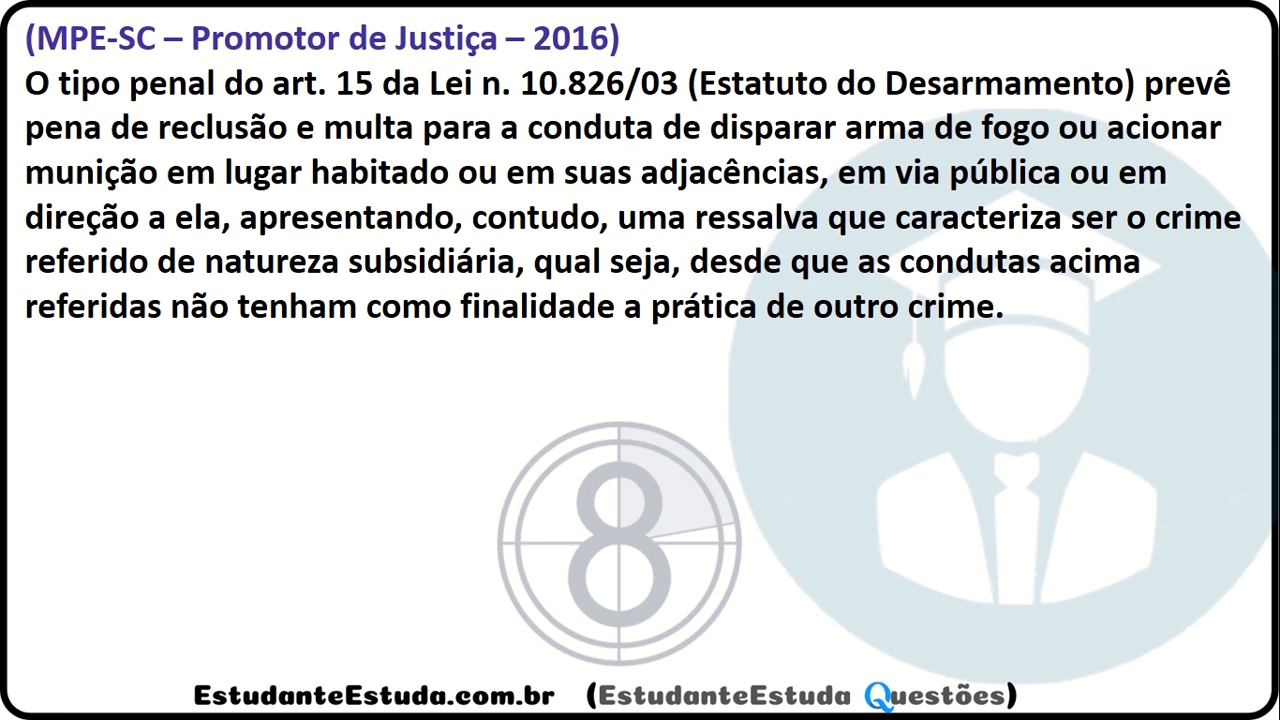 (MPE-SC – Promotor de Justiça – 2016)
O tipo penal do art. 15 da Lei n. 10.826/03 (Estatuto do Desarmamento) prevê
pena de reclusão e multa para a conduta de disparar arma de fogo ou acionar
munição em lugar habitado ou em suas adjacências, em via pública ou em
direção a ela, apresentando, contudo, uma ressalva que caracteriza ser o crime
referido de natureza subsidiária, qual seja, desde que as condutas acima
referidas não tenham como finalidade a prática de outro crime.
8
EstudanteEstuda.com.br (EstudanteEstuda Questões)